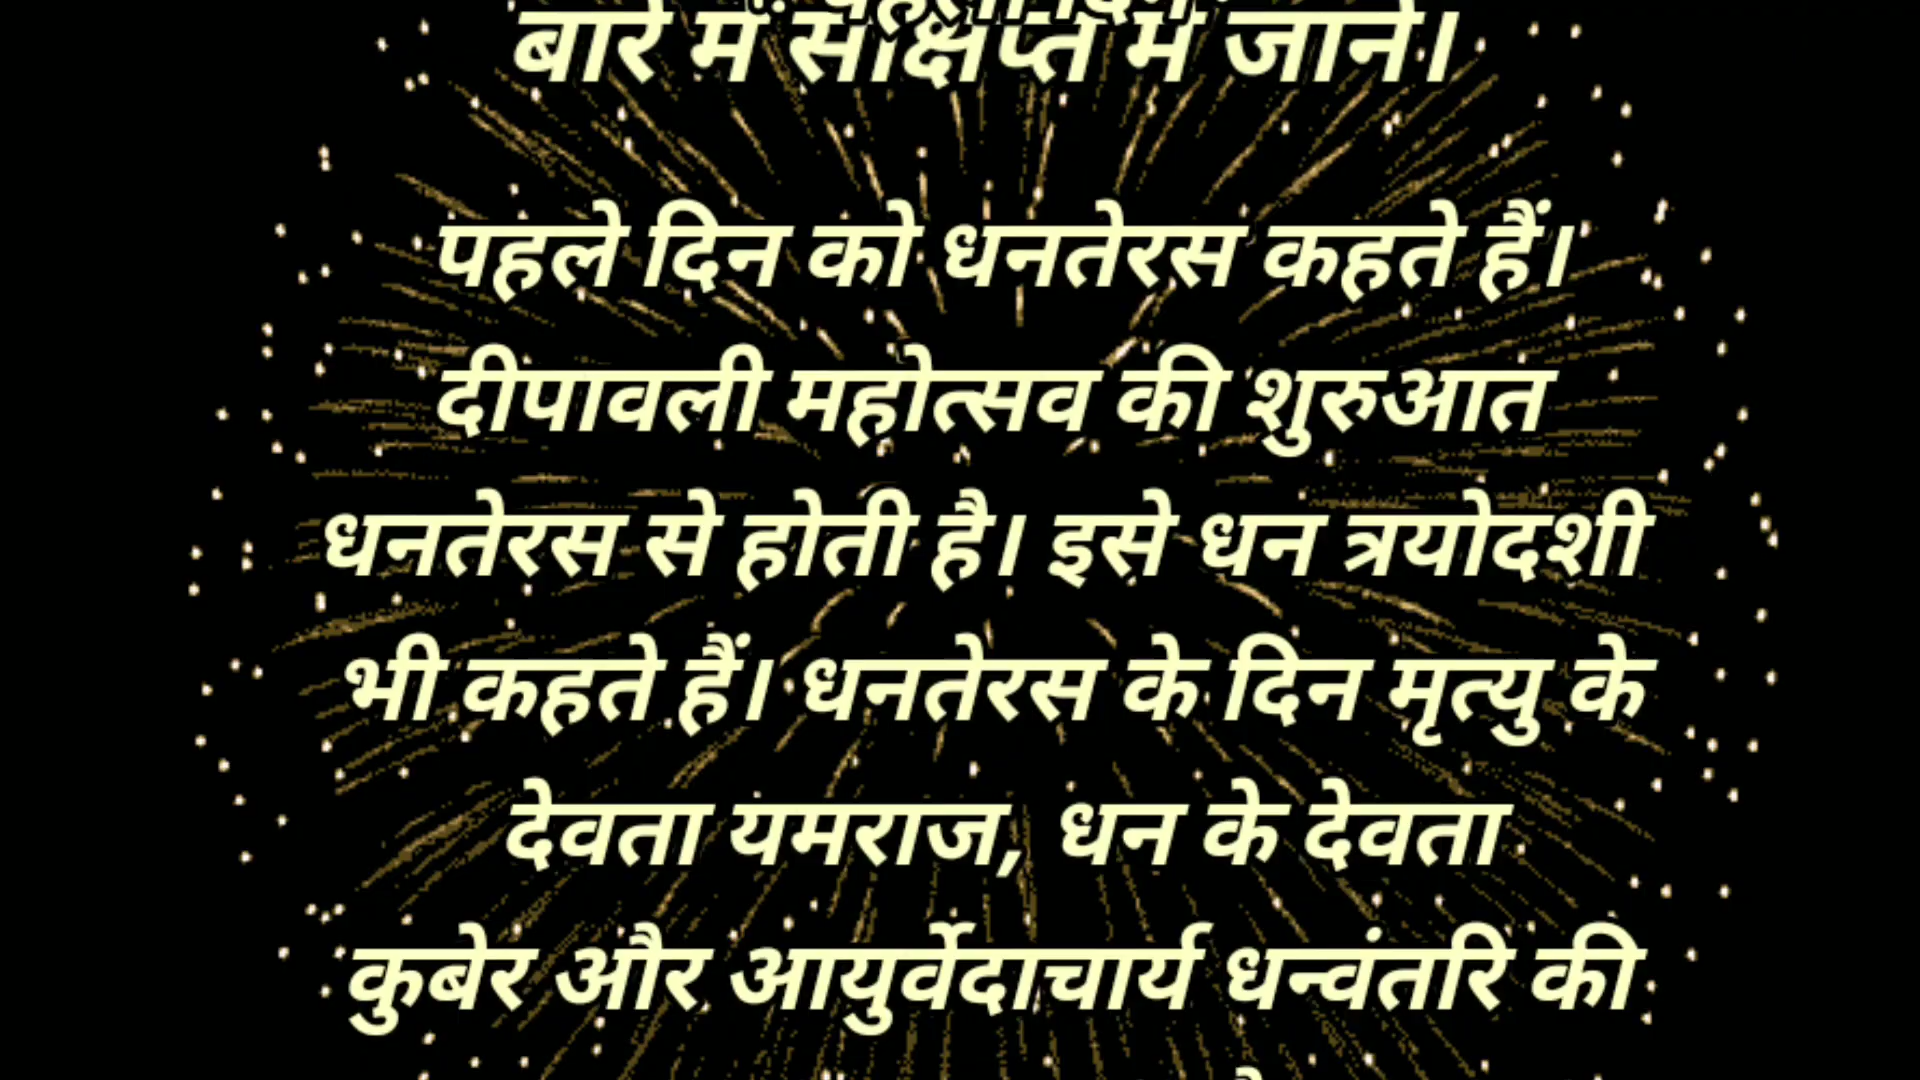 बारे में संक्षिप्त में जानें।
पहले दिन को धनतेरस कहते हैं।
दीपावली महोत्सव की शुरुआत
धनतेरस से होती है। इसे धन त्रयोदशी
भी कहते हैं। धनतेरस के दिन मृत्यु के
देवता यमराज, धन के देवता
कुबेर और आयुर्वेदाचार्य धन्वंतरि की